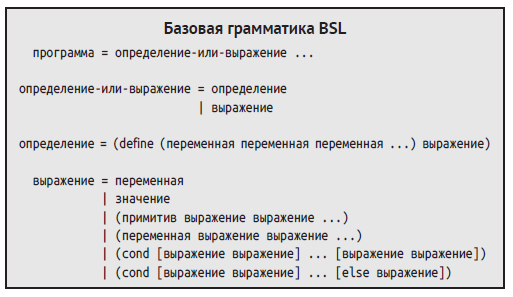 Базовая грамматика BSL
программа = определение-или-выражение ...
определение-или-выражение = определение
| выражение
определение = (define (переменная переменная переменная ...) выражение)
выражение = переменная
| значение
| (примитив выражение выражение ...)
| (переменная выражение выражение ...)
| (cond [выражение выражение] ... [выражение выражение])
| (cond [выражение выражение] ... [else выражение])